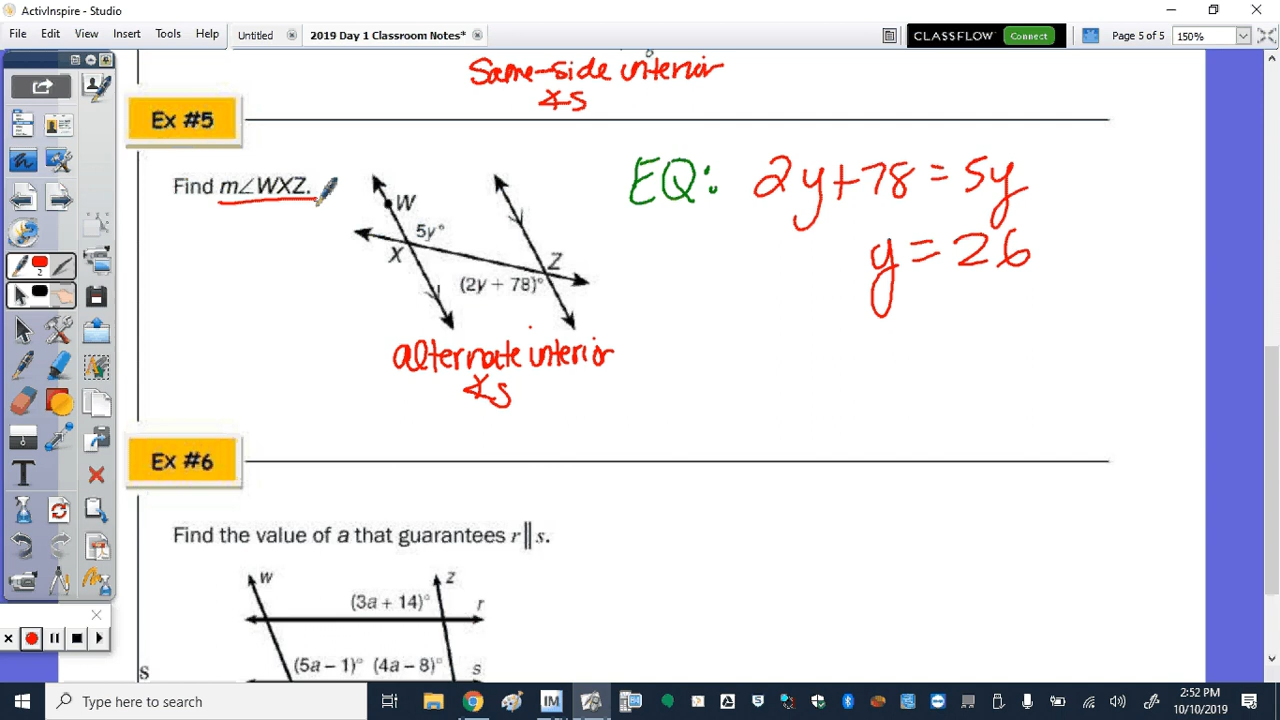 ActivInspire - Studio
File Edit View Insert Tools Help Untitled 2019 Day 1 Classroom Notes* CLASSFLOW Connect Page 5 of 5 150%
Same-side interior
∡s
Ex #5
Find m∠WXZ.
W
5y°
X
Z
(2y + 78)°
alternate interior
∡s
EQ: 2y+78 = 5y
y = 26
Ex #6
Find the value of a that guarantees r ∥ s.
w z
(3a + 14)° r
(5a − 1)° (4a − 8)° s
s
2
T
Type here to search
IM
2:52 PM
10/10/2019